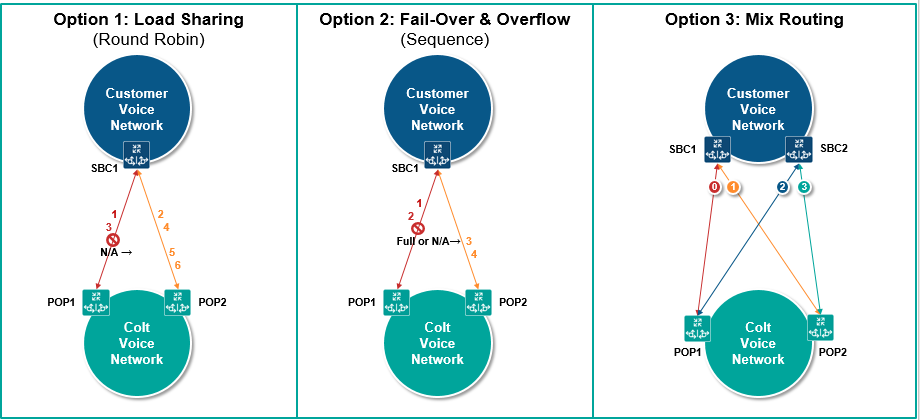 Option 1: Load Sharing
(Round Robin)
Customer
Voice
Network
SBC1
1
3
N/A →
2
4
5
6
POP1
POP2
Colt
Voice
Network
Option 2: Fail-Over & Overflow
(Sequence)
Customer
Voice
Network
SBC1
1
2
Full or N/A→
3
4
POP1
POP2
Colt
Voice
Network
Option 3: Mix Routing
Customer
Voice
Network
SBC1
SBC2
0
1
2
3
POP1
POP2
Colt
Voice
Network